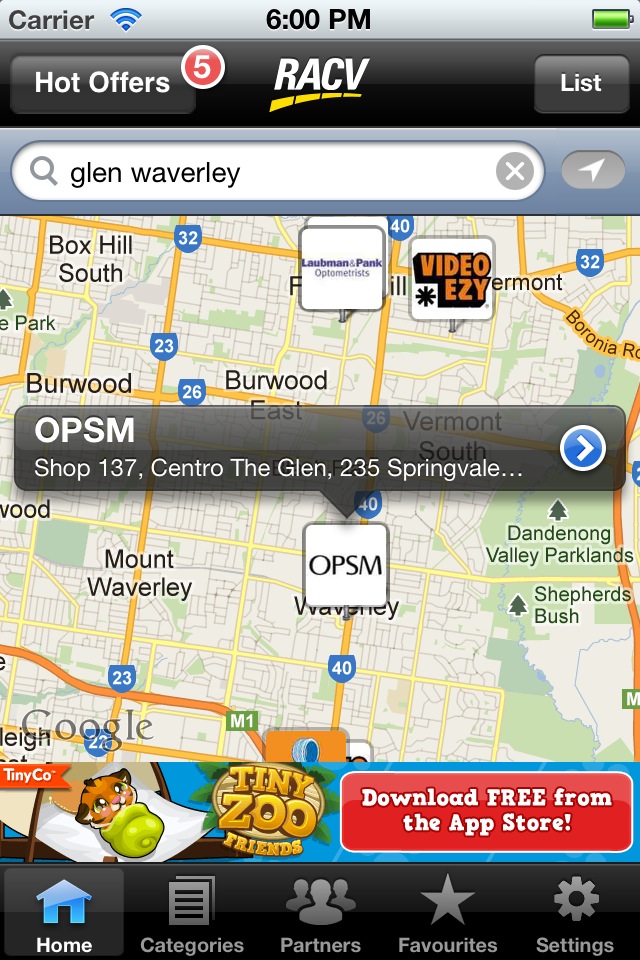 Carrier
6:00 PM
Hot Offers
5
RACV
List
glen waverley
Box Hill
South
32
40
Laubman & Pank
Optometrists
VIDEO
EZY
ermont
32
e Park
23
Boronia Ro
Burwood
26
Burwood
East
26
Vermont
South
OPSM
Shop 137, Centro The Glen, 235 Springvale...
wood
40
Dandenong
Valley Parklands
Mount
Waverley
OPSM
Waverley
Shepherds
Bush
23
40
M1
Google
leigh
22
TinyCo
TINY
ZOO
FRIENDS
Download FREE from
the App Store!
Home
Categories
Partners
Favourites
Settings